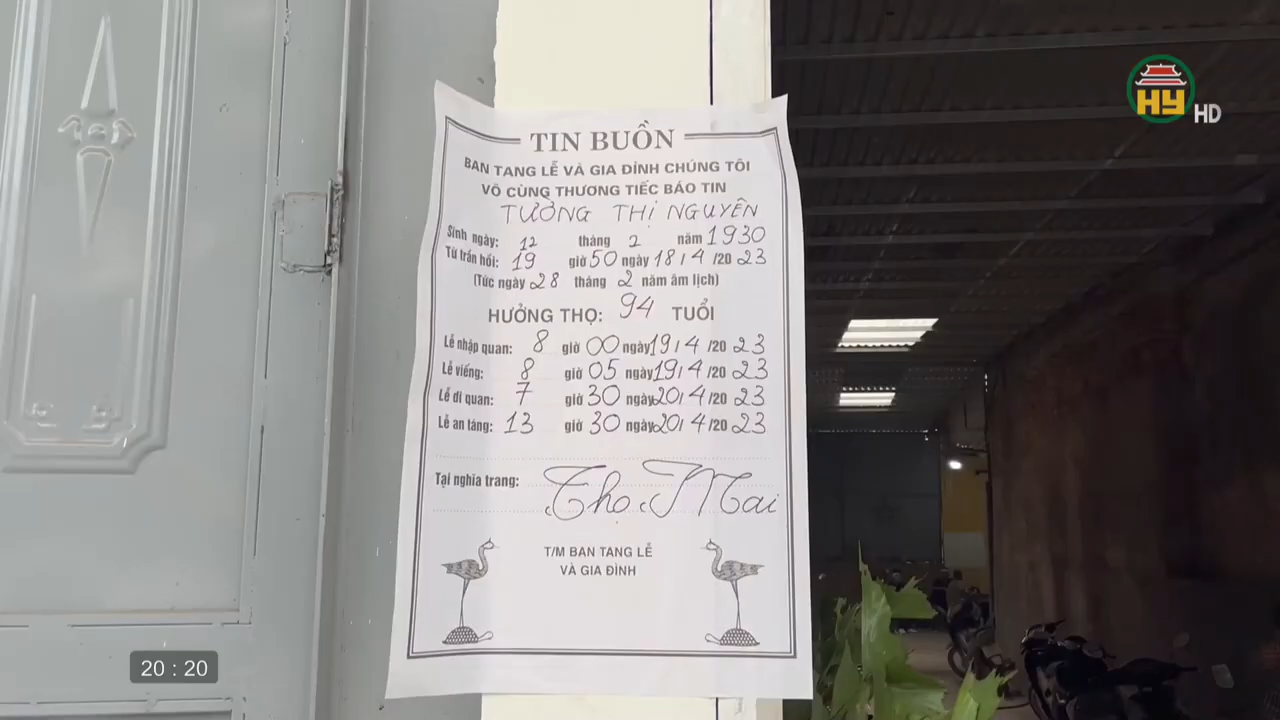 HY HD
TIN BUỒN
BAN TANG LỄ VÀ GIA ĐÌNH CHÚNG TÔI
VÔ CÙNG THƯƠNG TIẾC BÁO TIN
TƯỞNG THỊ NGUYÊN
Sinh ngày: 12 tháng 2 năm 1930
Từ trần hồi: 19 giờ 50 ngày 18/4/2023
(Tức ngày 28 tháng 2 năm âm lịch)
HƯỞNG THỌ: 94 TUỔI
Lễ nhập quan: 8 giờ 00 ngày 19/4/2023
Lễ viếng: 8 giờ 05 ngày 19/4/2023
Lễ di quan: 7 giờ 30 ngày 20/4/2023
Lễ an táng: 13 giờ 30 ngày 20/4/2023
Tại nghĩa trang: Thọ Mai
T/M BAN TANG LỄ
VÀ GIA ĐÌNH
20 : 20